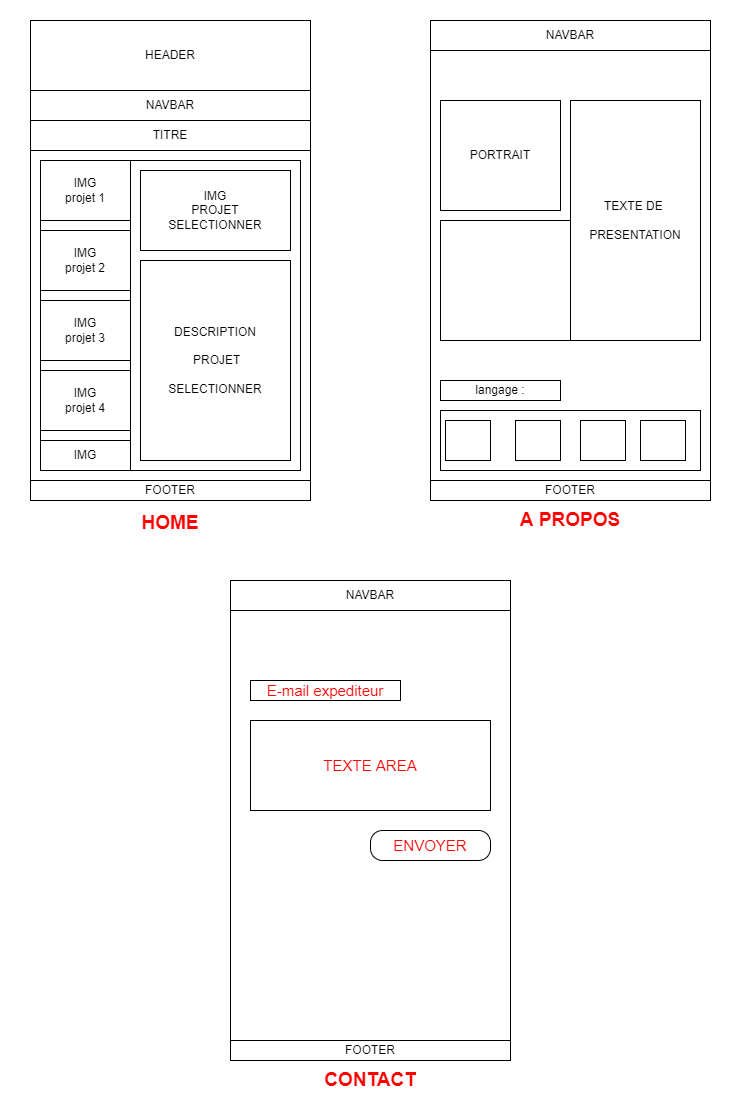 HEADER
NAVBAR
TITRE
IMG
projet 1
IMG
projet 2
IMG
projet 3
IMG
projet 4
IMG
IMG
PROJET
SELECTIONNER
DESCRIPTION
PROJET
SELECTIONNER
FOOTER
HOME
NAVBAR
PORTRAIT
TEXTE DE
PRESENTATION
langage :
FOOTER
A PROPOS
NAVBAR
E-mail expediteur
TEXTE AREA
ENVOYER
FOOTER
CONTACT